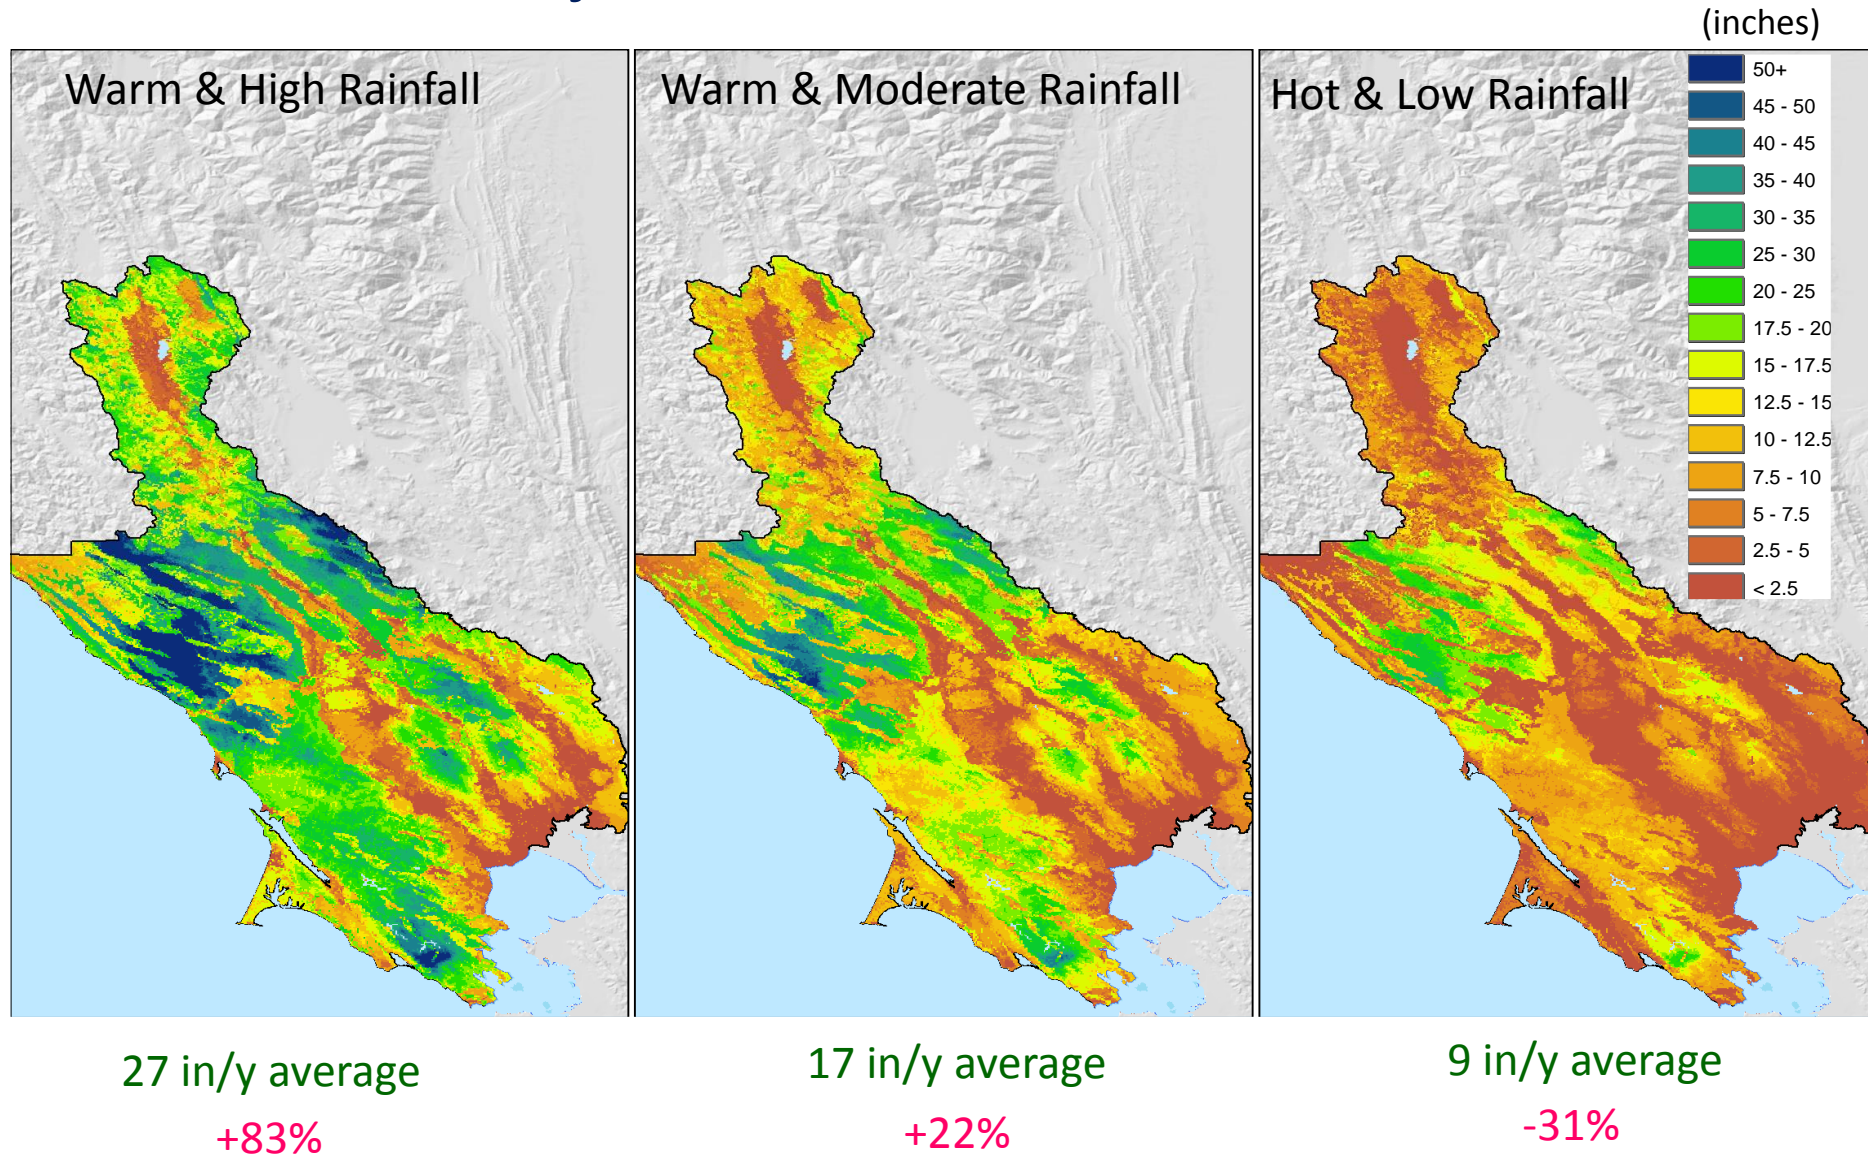 (inches)
Warm & High Rainfall
Warm & Moderate Rainfall
Hot & Low Rainfall
50+
45 - 50
40 - 45
35 - 40
30 - 35
25 - 30
20 - 25
17.5 - 20
15 - 17.5
12.5 - 15
10 - 12.5
7.5 - 10
5 - 7.5
2.5 - 5
< 2.5
27 in/y average
17 in/y average
9 in/y average
+83%
+22%
-31%